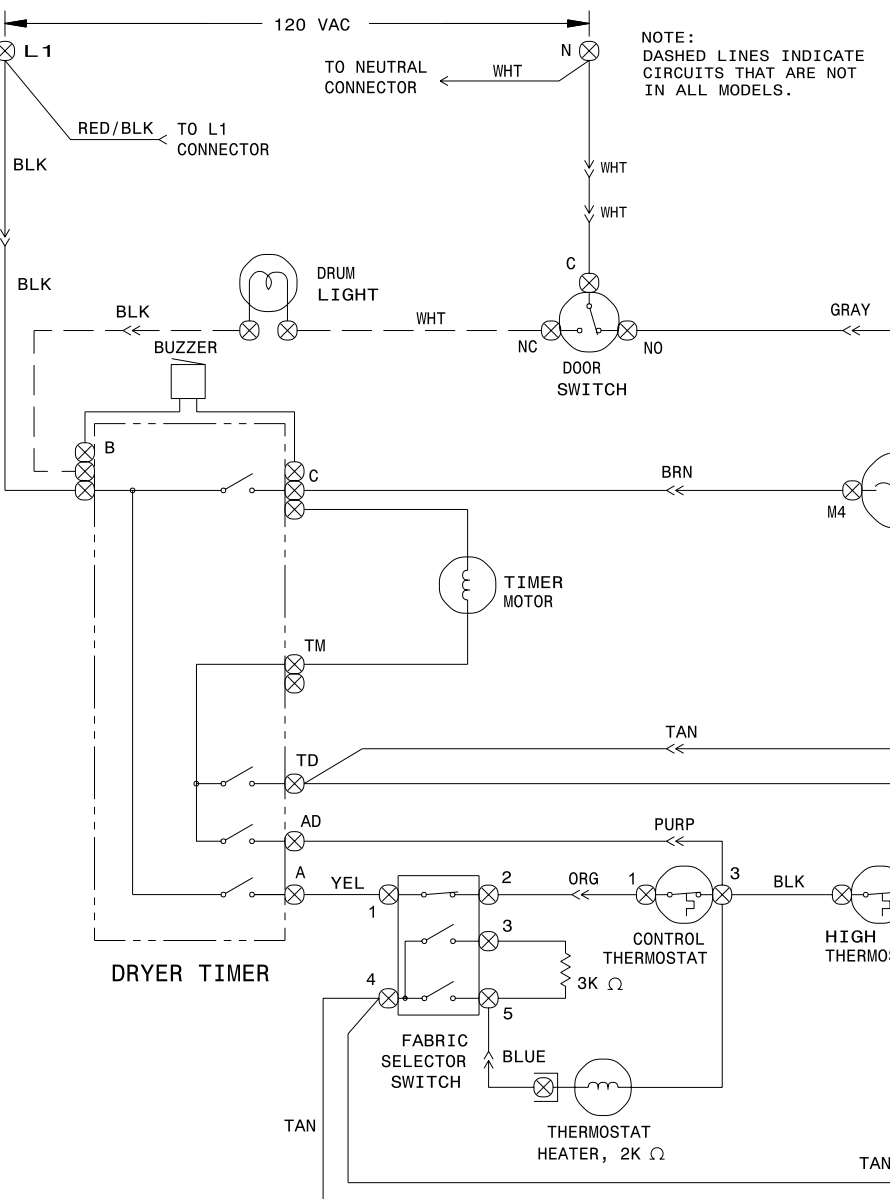 120 VAC
L1
N
NOTE:
DASHED LINES INDICATE
CIRCUITS THAT ARE NOT
IN ALL MODELS.
TO NEUTRAL
CONNECTOR
WHT
RED/BLK
TO L1
CONNECTOR
BLK
WHT
WHT
C
BLK
DRUM
LIGHT
BLK
WHT
GRAY
BUZZER
NC
NO
DOOR
SWITCH
B
C
BRN
M4
TIMER
MOTOR
TM
TAN
TD
AD
PURP
A
YEL
1
2
ORG
1
3
BLK
3
CONTROL
THERMOSTAT
HIGH
THERMOS
3K Ω
4
5
DRYER TIMER
FABRIC
SELECTOR
SWITCH
BLUE
TAN
THERMOSTAT
HEATER, 2K Ω
TAN